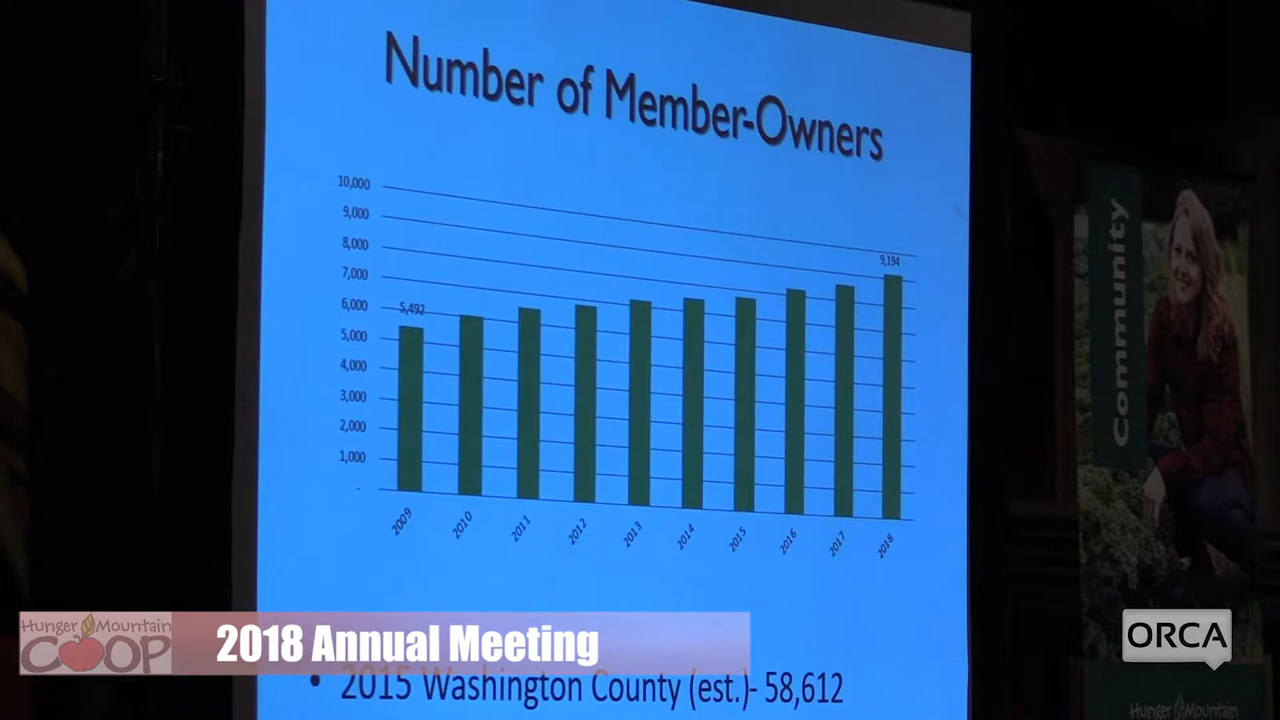 Number of Member-Owners
10,000
9,000
8,000
7,000
6,000
5,000
4,000
3,000
2,000
1,000
-
5,492
9,194
2009
2010
2011
2012
2013
2014
2015
2016
2017
2018
Community
Hunger Mountain
COOP
2018 Annual Meeting
• 2015 Washington County (est.)- 58,612
ORCA
Hunger Mountain